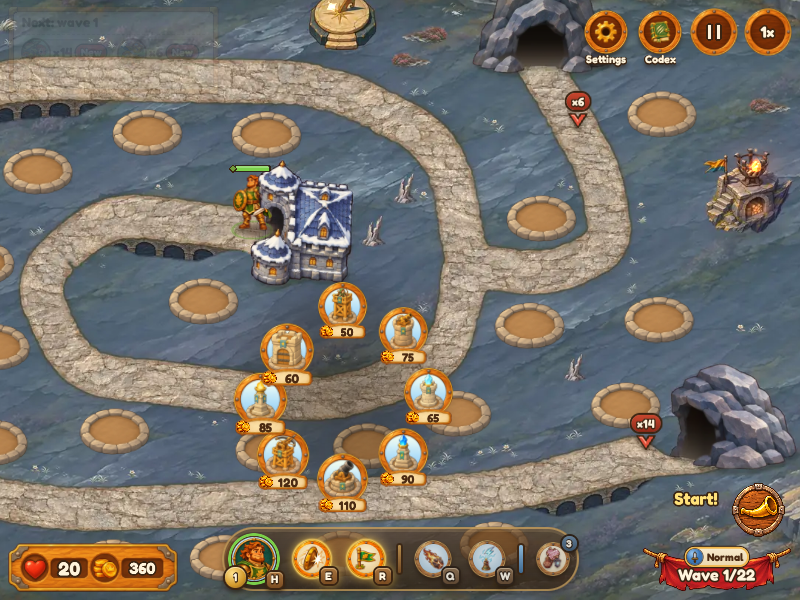 Next: wave 1
Settings
Codex
1x
x6
50
75
60
65
85
90
120
110
x14
Start!
20
360
1
H
E
R
Q
W
3
Normal
Wave 1/22